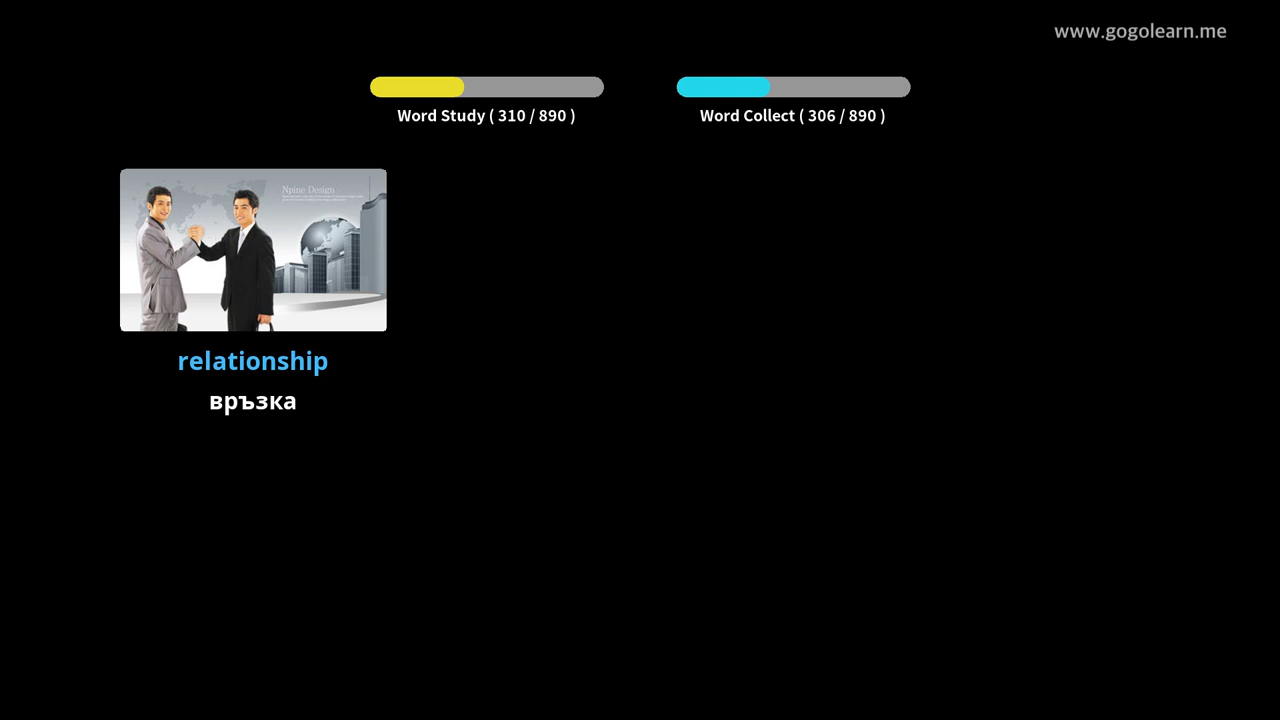 www.gogolearn.me
Word Study ( 310 / 890 )
Word Collect ( 306 / 890 )
Npine Design
relationship
връзка